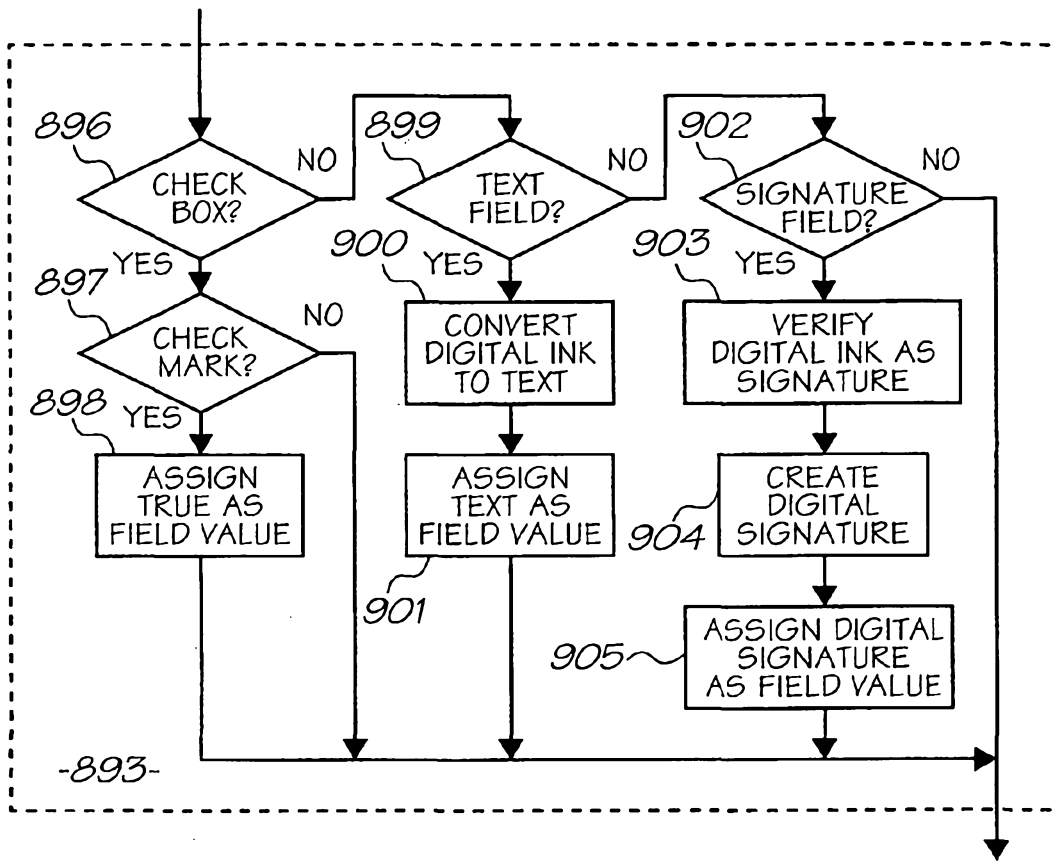 896
CHECK
BOX?
NO
YES
897
CHECK
MARK?
NO
YES
898
ASSIGN
TRUE AS
FIELD VALUE
899
TEXT
FIELD?
NO
YES
900
CONVERT
DIGITAL INK
TO TEXT
ASSIGN
TEXT AS
FIELD VALUE
901
902
SIGNATURE
FIELD?
NO
YES
903
VERIFY
DIGITAL INK AS
SIGNATURE
CREATE
DIGITAL
SIGNATURE
904
ASSIGN DIGITAL
SIGNATURE
AS FIELD VALUE
905
-893-